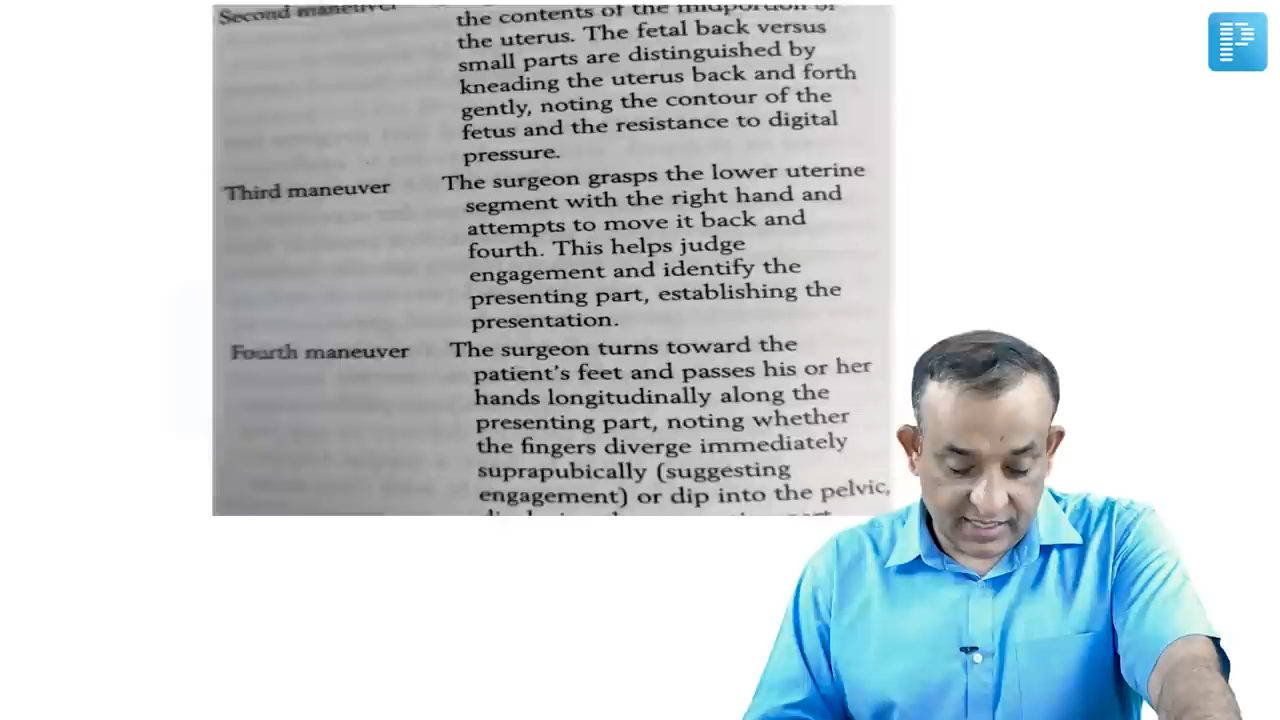 Second maneuver
the contents of the midportion of
the uterus. The fetal back versus
small parts are distinguished by
kneading the uterus back and forth
gently, noting the contour of the
fetus and the resistance to digital
pressure.
Third maneuver The surgeon grasps the lower uterine
segment with the right hand and
attempts to move it back and
fourth. This helps judge
engagement and identify the
presenting part, establishing the
presentation.
Fourth maneuver The surgeon turns toward the
patient's feet and passes his or her
hands longitudinally along the
presenting part, noting whether
the fingers diverge immediately
suprapubically (suggesting
engagement) or dip into the pelvic,